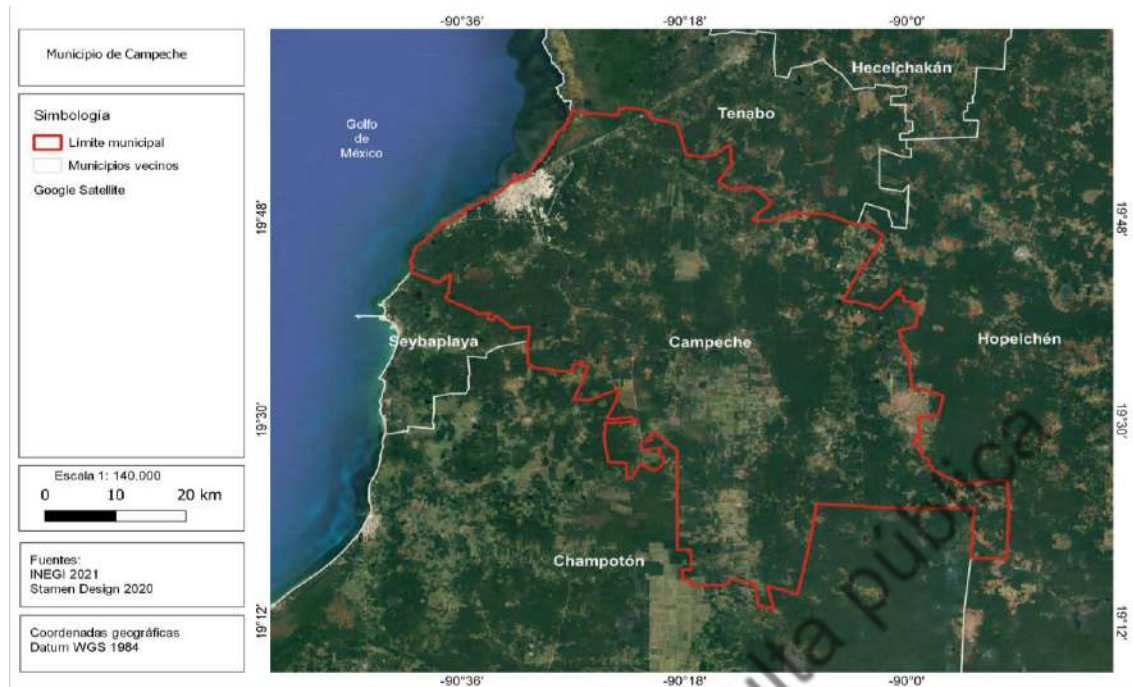 Municipio de Campeche
Simbología
Límite municipal
Municipios vecinos
Google Satellite
Escala 1: 140,000
0 10 20 km
Fuentes:
INEGI 2021
Stamen Design 2020
Coordenadas geográficas
Datum WGS 1984
-90°36' -90°18' -90°0'
Hecelchakán
Tenabo
Golfo
de
México
19°48' 19°48'
Seybaplaya Campeche Hopelchén
19°30' 19°30'
Champotón
19°12' 19°12'
-90°36' -90°18' -90°0'
ulta pública